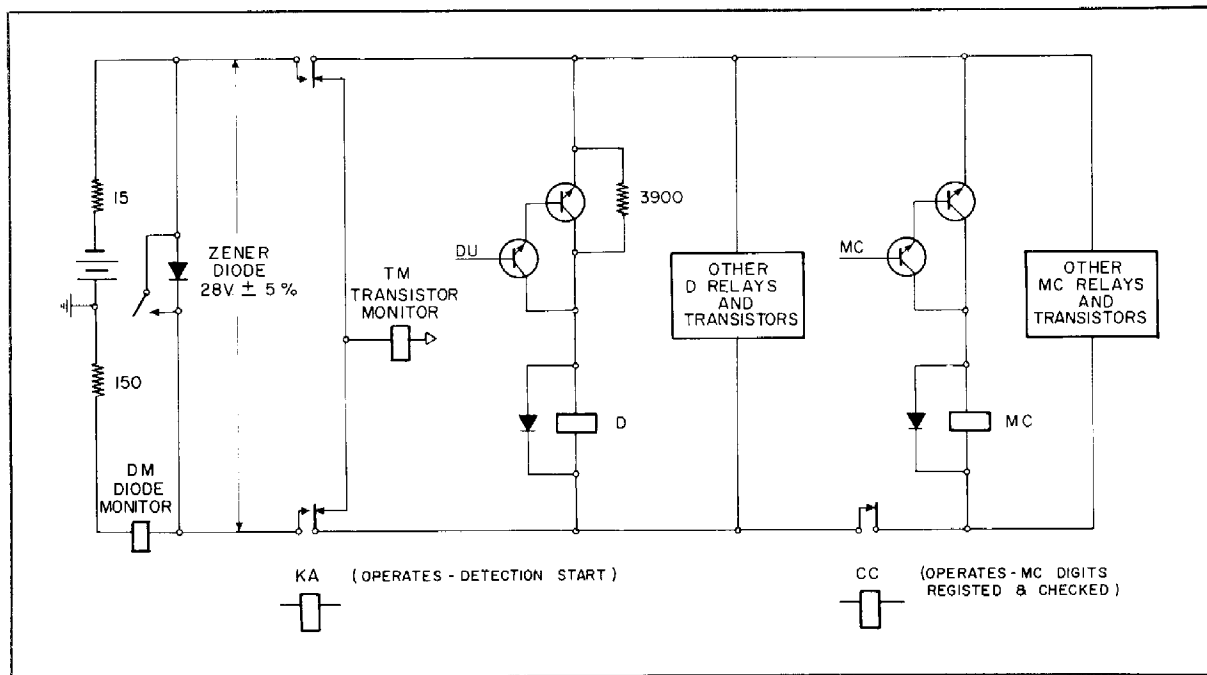 15
ZENER
DIODE
28V. ± 5%
150
DM
DIODE
MONITOR
TM
TRANSISTOR
MONITOR
DU
3900
D
OTHER
D RELAYS
AND
TRANSISTORS
MC
MC
OTHER
MC RELAYS
AND
TRANSISTORS
KA (OPERATES - DETECTION START)
CC (OPERATES - MC DIGITS
REGISTED & CHECKED)